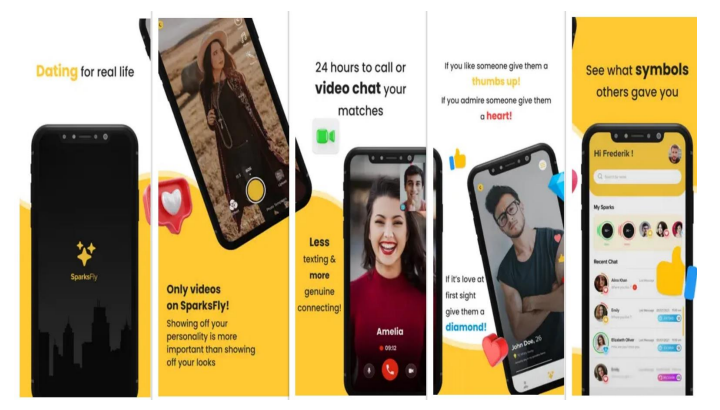 Dating for real life
SparksFly
Only videos
on SparksFly!
Showing off your
personality is more
important than showing
off your looks
24 hours to call or
video chat your
matches
Less
texting &
more
genuine
connecting!
Amelia
09:12
If you like someone give them a
thumbs up!
If you admire someone give them
a heart!
If it's love at
first sight
give them a
diamond!
John Doe, 26
See what symbols
others gave you
Hi Frederik !
My Sparks
Recent Chat
Alina Khan
Emily
Elizabeth Olive
Emily